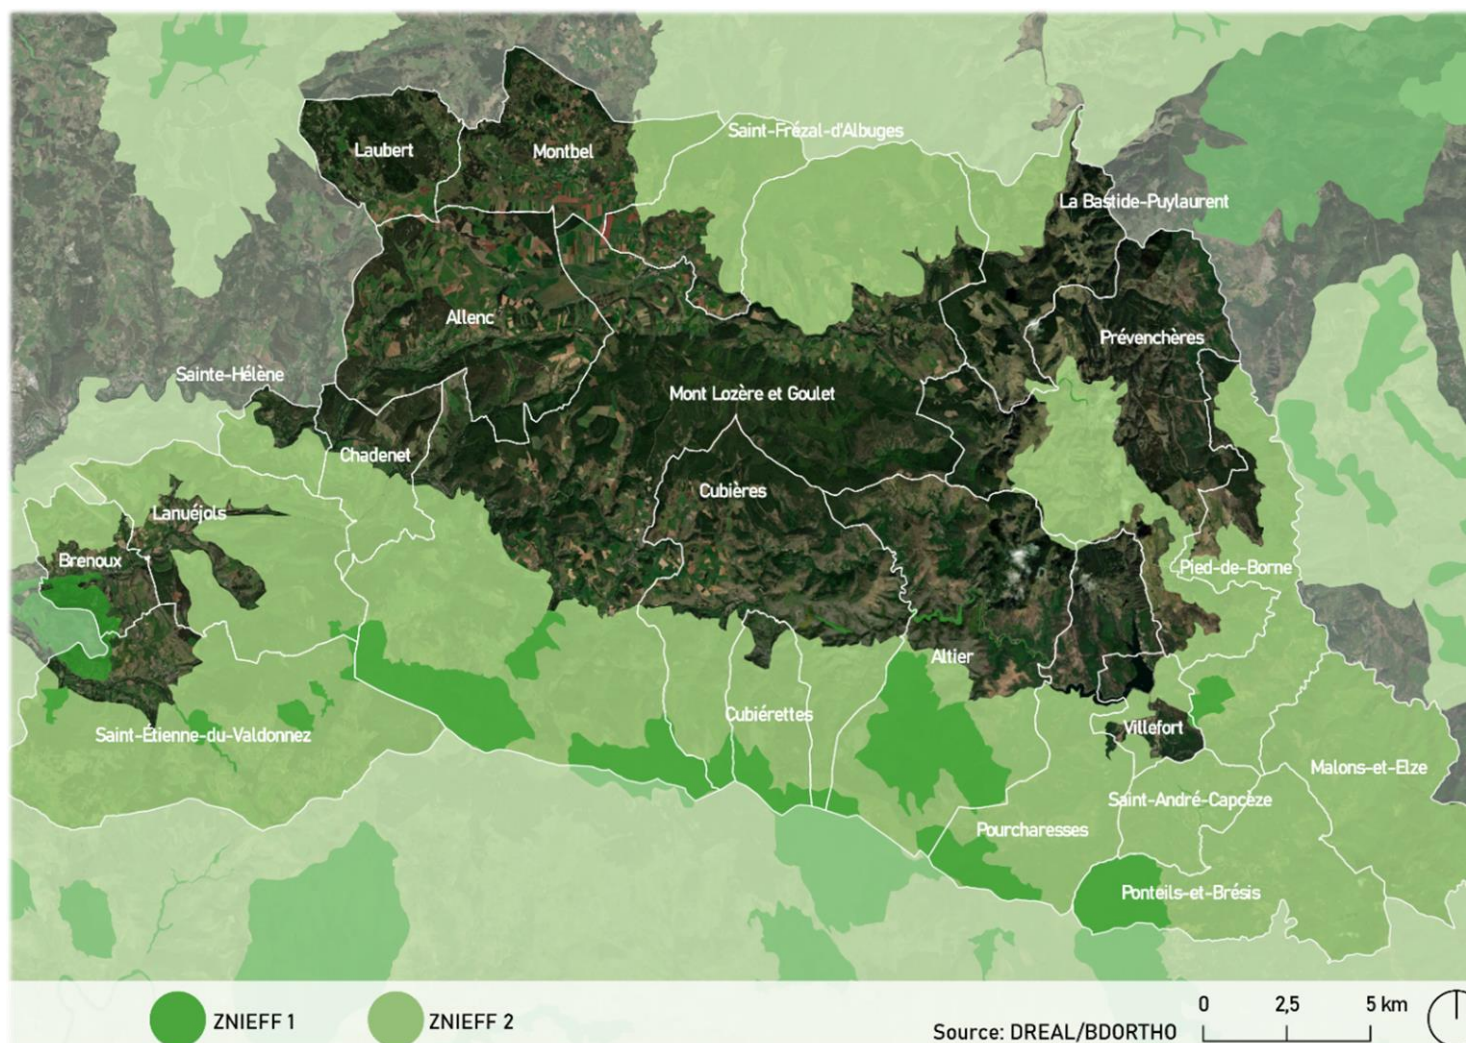 Saint-Frézal-d'Albuges
Laubert
Montbel
La Bastide-Puylaurent
Allenc
Prévenchères
Sainte-Hélène
Mont Lozère et Goulet
Chadenet
Cubières
Lanuéjols
Brenoux
Pied-de-Borne
Altier
Cubiérettes
Villefort
Saint-Étienne-du-Valdonnez
Malons-et-Elze
Saint-André-Capcèze
Pourcharesses
Ponteils-et-Brésis
ZNIEFF 1
ZNIEFF 2
Source: DREAL/BDORTHO
0 2,5 5 km